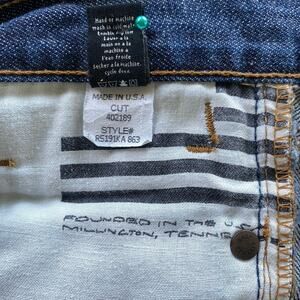 Hand or machine
wash in cold water
tumble dry low
Laver à la
main ou à la
machine à
l'eau froide
Sécher à la machine,
cycle doux
MADE IN U.S.A.
CUT
402189
STYLE#
RS191KA 863
FOUNDED IN THE U.S.
MILLINGTON, TENNE